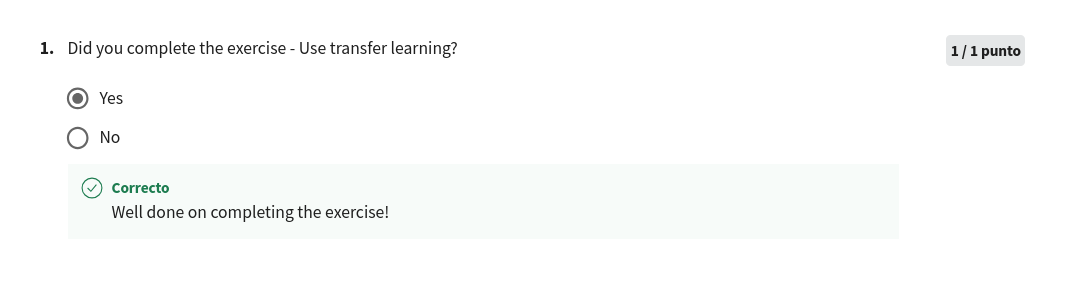 1. Did you complete the exercise - Use transfer learning?
1 / 1 punto
Yes
No
Correcto
Well done on completing the exercise!